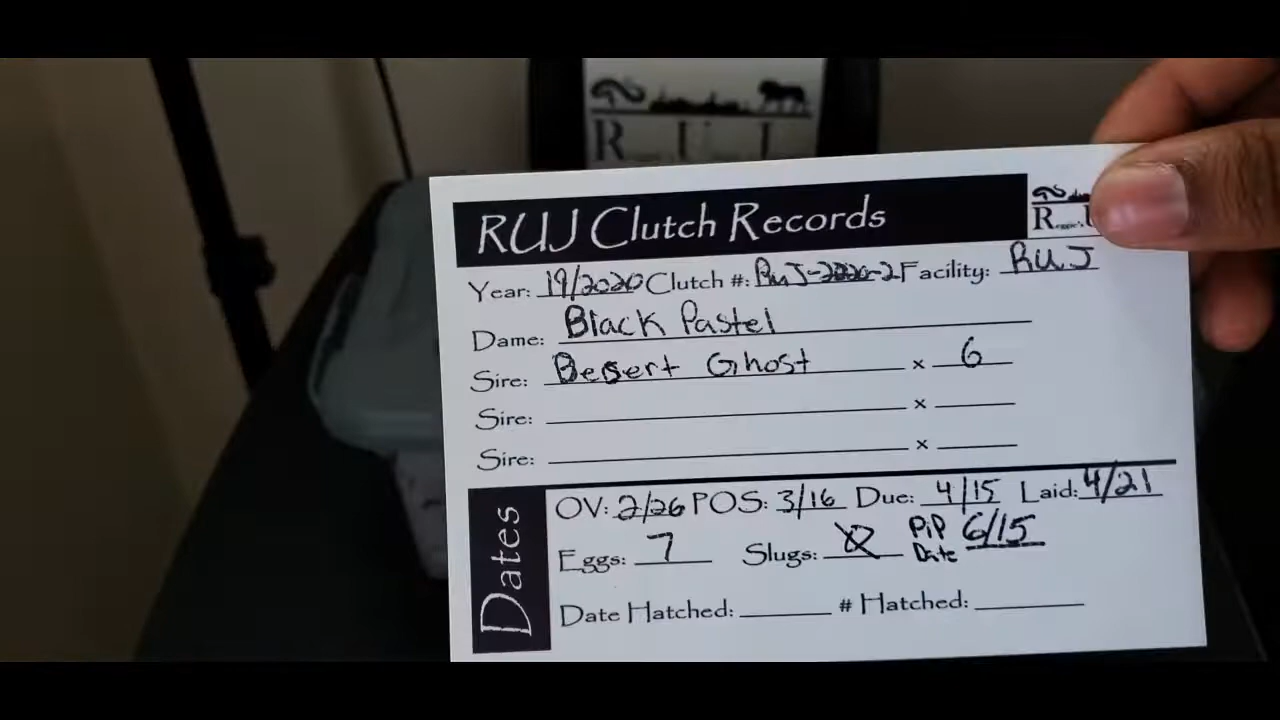 R U J
RUJ Clutch Records
Reggie's U
Year: 19/2020 Clutch #: RUJ-2020-2 Facility: RUJ
Dame: Black Pastel
Sire: Desert Ghost x 6
Sire: x
Sire: x
Dates
OV: 2/26 POS: 3/16 Due: 4/15 Laid: 4/21
Eggs: 7 Slugs: 0 PiP Date 6/15
Date Hatched: # Hatched: